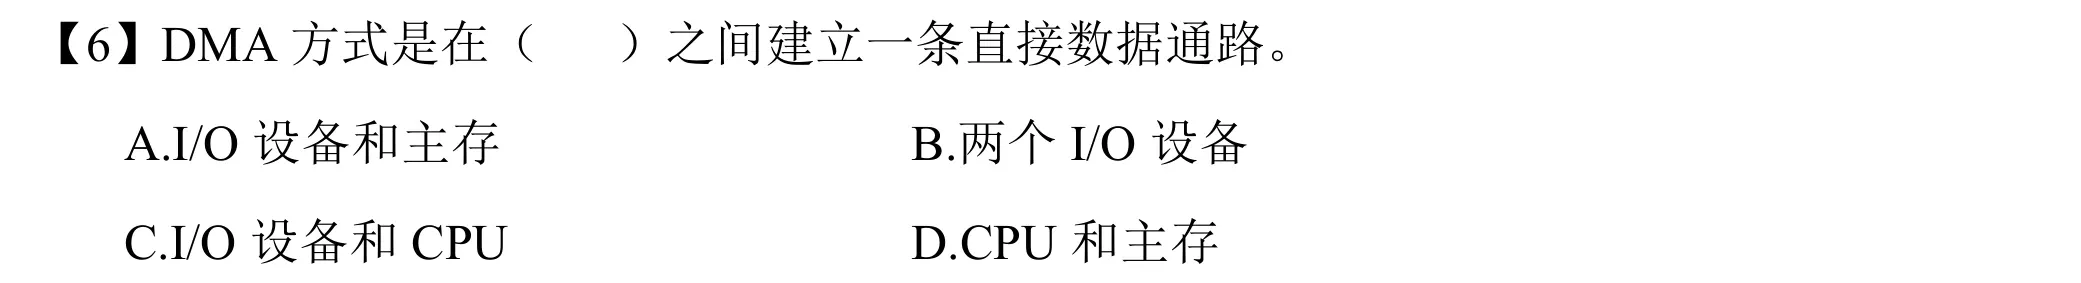 【6】DMA 方式是在（ ）之间建立一条直接数据通路。
A.I/O 设备和主存 B.两个 I/O 设备
C.I/O 设备和 CPU D.CPU 和主存